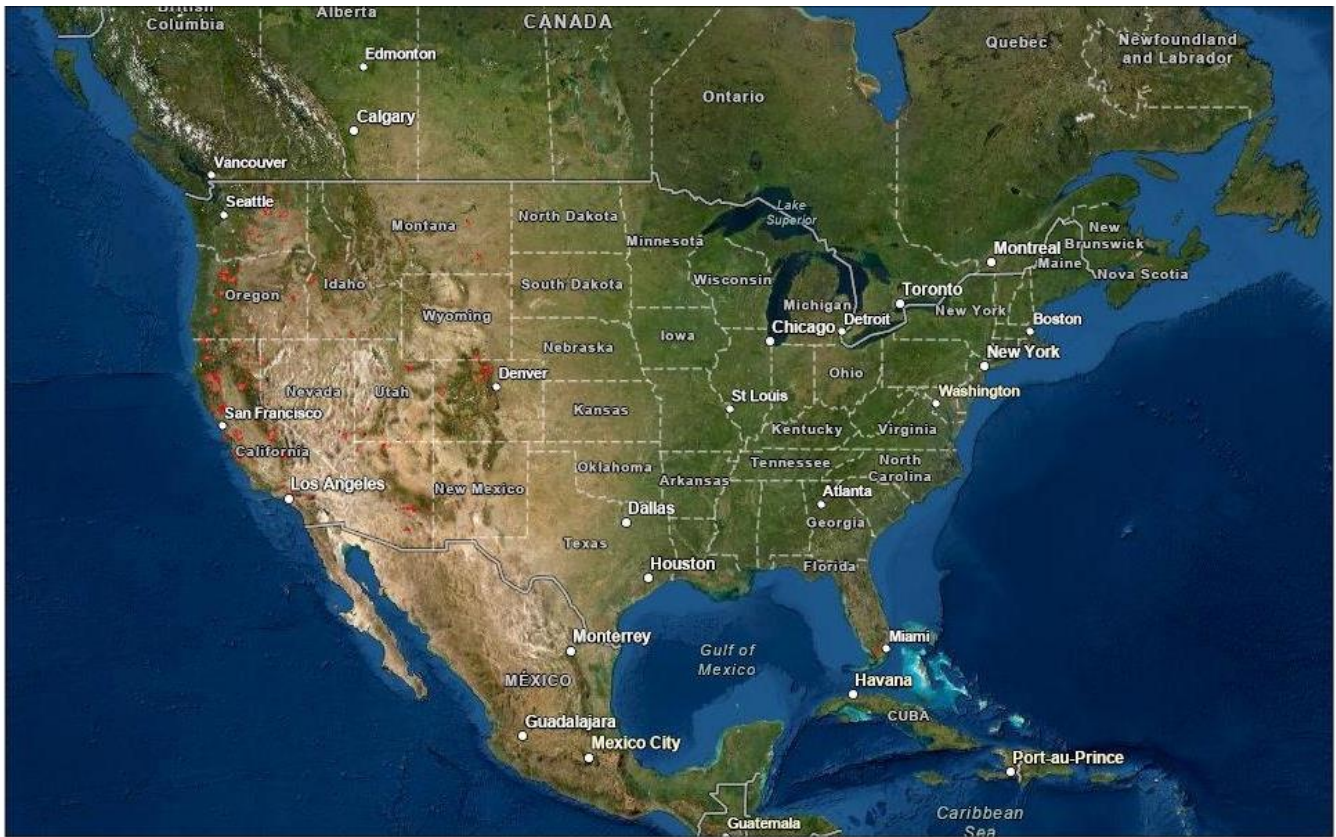 British
Columbia
Alberta
CANADA
Quebec
Newfoundland
and Labrador
Edmonton
Ontario
Calgary
Vancouver
Seattle
Lake
Superior
Montana
North Dakota
Minnesota
Montreal
New
Brunswick
Maine
Nova Scotia
Oregon
Idaho
South Dakota
Wisconsin
Michigan
Toronto
New York
Wyoming
Iowa
Chicago
Detroit
Boston
Nebraska
New York
Nevada
Utah
Denver
Ohio
Washington
San Francisco
Kansas
St Louis
Kentucky
Virginia
California
Oklahoma
Arkansas
Tennessee
North
Carolina
Los Angeles
New Mexico
Dallas
Atlanta
Georgia
Texas
Houston
Florida
Monterrey
Gulf of
Mexico
Miami
MÉXICO
Havana
CUBA
Guadalajara
Mexico City
Port-au-Prince
Guatemala
Caribbean
Sea